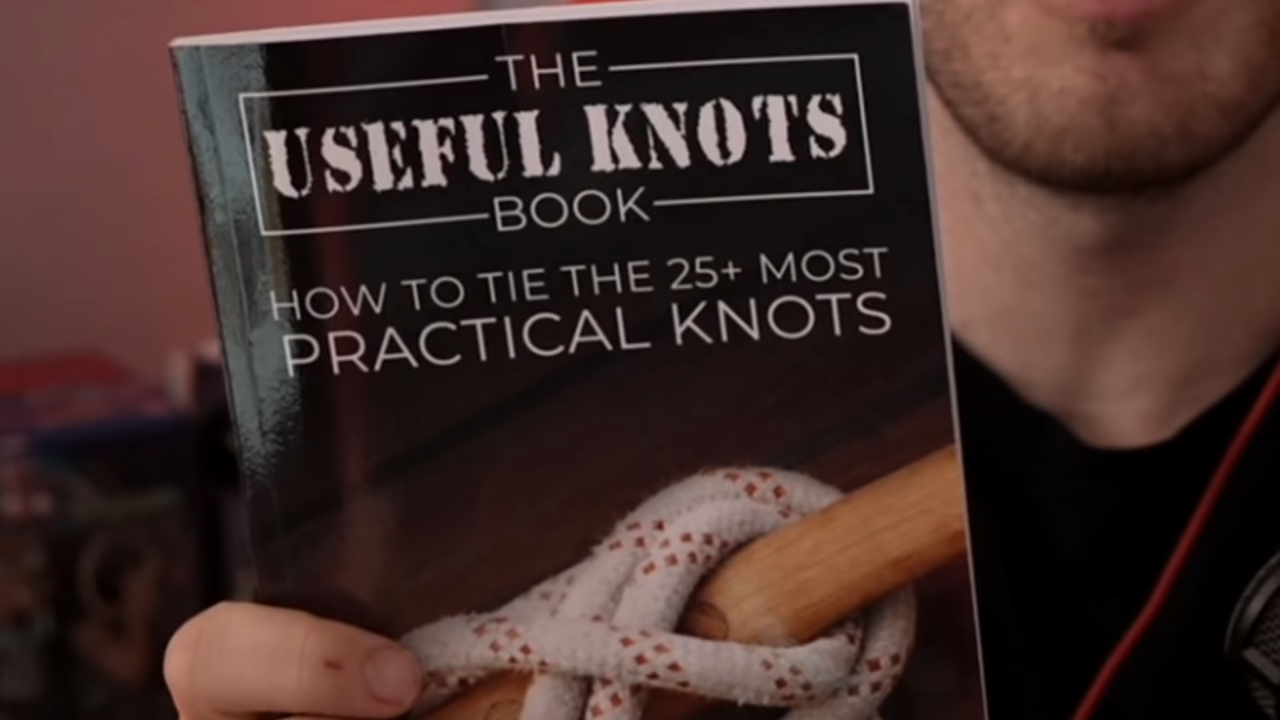 THE
USEFUL KNOTS
BOOK
HOW TO TIE THE 25+ MOST
PRACTICAL KNOTS